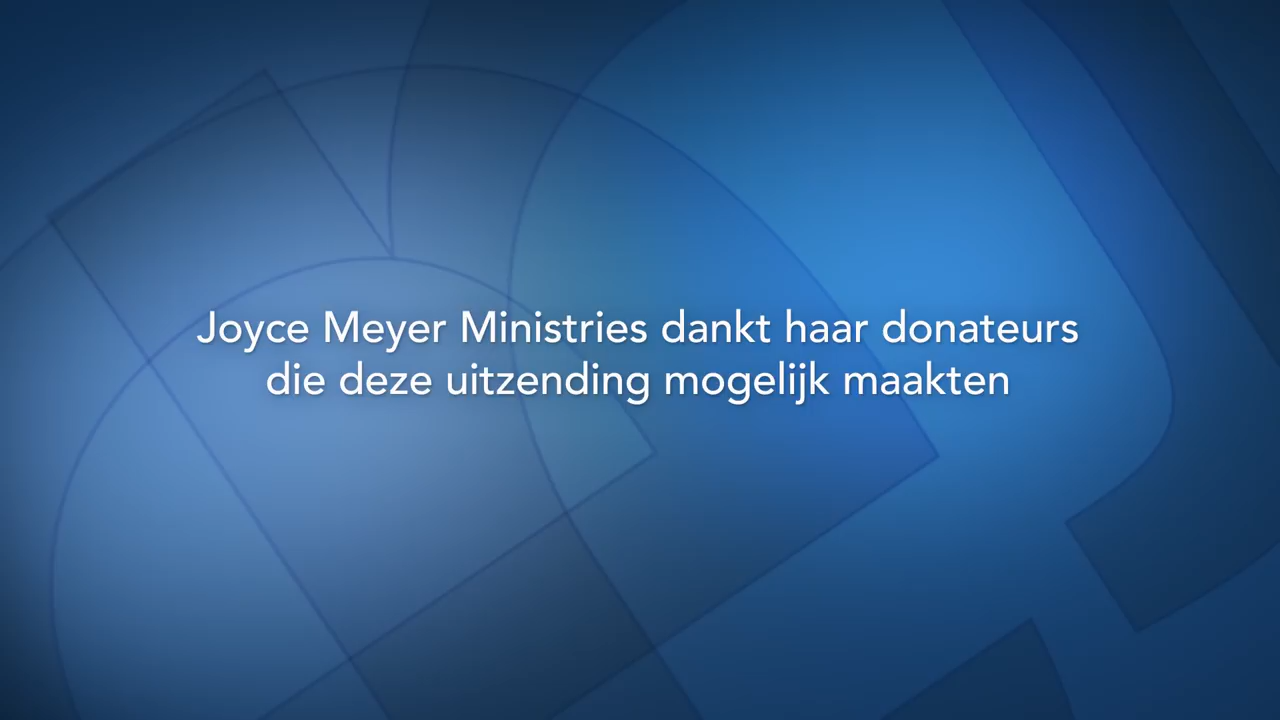 Joyce Meyer Ministries dankt haar donateurs
die deze uitzending mogelijk maakten